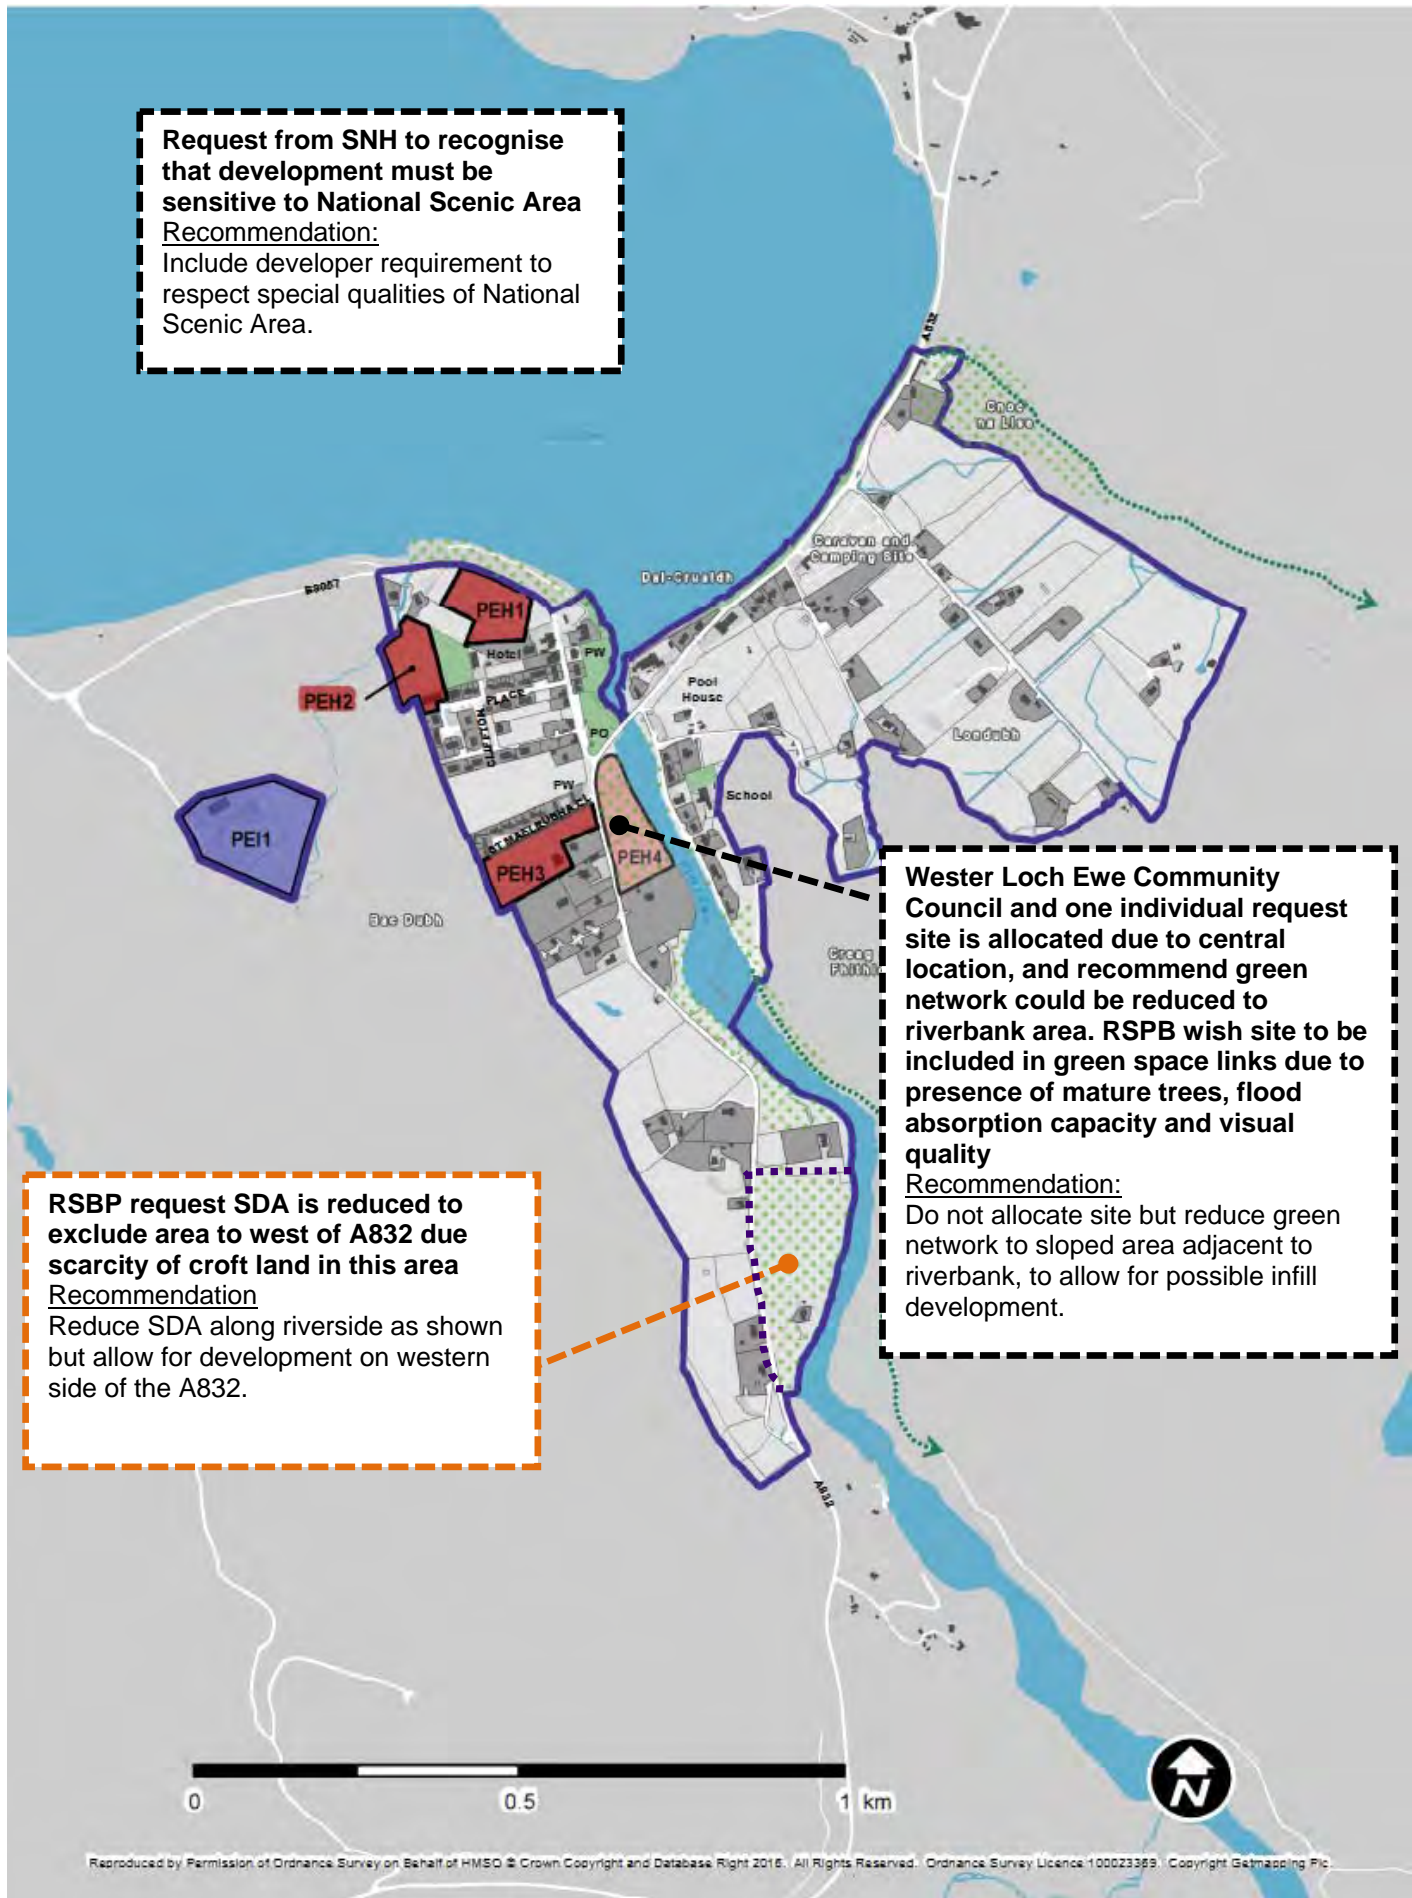 Request from SNH to recognise
that development must be
sensitive to National Scenic Area
Recommendation:
Include developer requirement to
respect special qualities of National
Scenic Area.
A832
Cnoc
na Lise
Caravan and
Camping Site
Dal-Gruaidh
B8057
PEH1
Hotel
PW
PEH2
PLACE
CLIFTON
Pool
House
PO
Londubh
PW
School
ST MAELRUBHA CL
PEI1
PEH3
PEH4
Bac Dubh
Creag
Wester Loch Ewe Community
Council and one individual request
site is allocated due to central
location, and recommend green
network could be reduced to
riverbank area. RSPB wish site to be
included in green space links due to
presence of mature trees, flood
absorption capacity and visual
quality
Recommendation:
Do not allocate site but reduce green
network to sloped area adjacent to
riverbank, to allow for possible infill
development.
RSBP request SDA is reduced to
exclude area to west of A832 due
scarcity of croft land in this area
Recommendation
Reduce SDA along riverside as shown
but allow for development on western
side of the A832.
A832
0 0.5 1 km
N
Reproduced by Permission of Ordnance Survey on Behalf of HMSO © Crown Copyright and Database Right 2016. All Rights Reserved. Ordnance Survey Licence 100023369. Copyright Getmapping Plc.